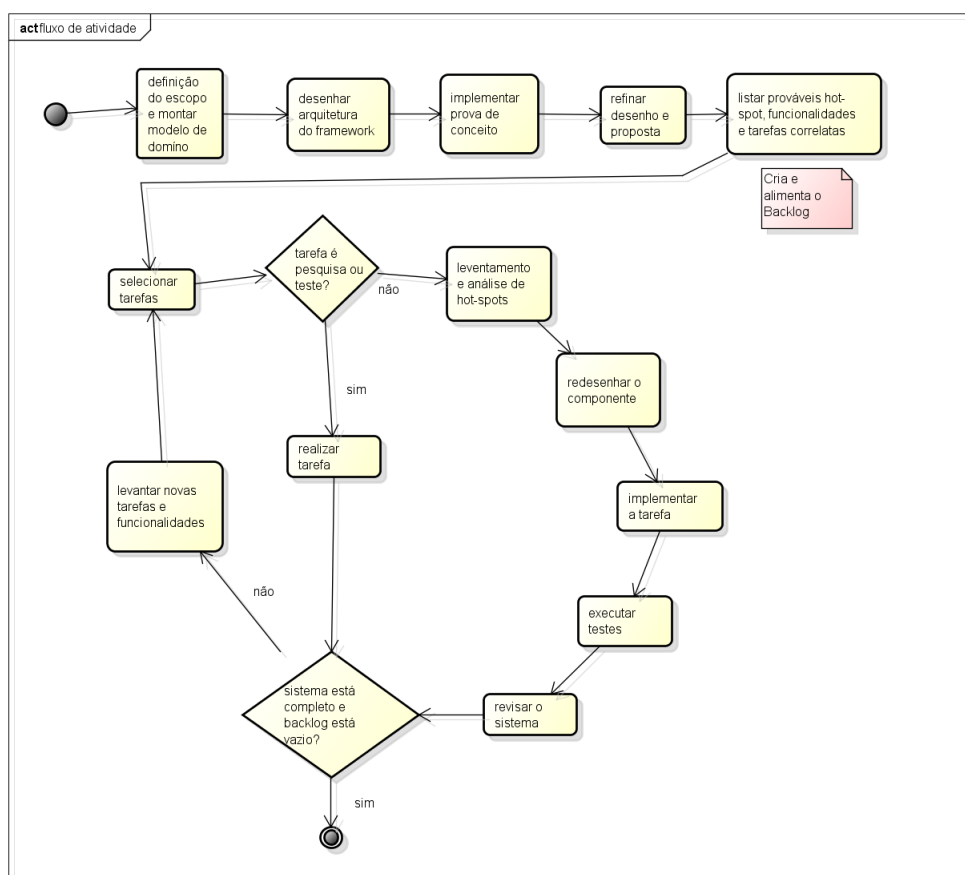 act fluxo de atividade
definição
do escopo
e montar
modelo de
domíno
desenhar
arquitetura
do framework
implementar
prova de
conceito
refinar
desenho e
proposta
listar prováveis hot-
spot, funcionalidades
e tarefas correlatas
Cria e
alimenta o
Backlog
selecionar
tarefas
tarefa é
pesquisa ou
teste?
não
leventamento
e análise de
hot-spots
redesenhar o
componente
sim
realizar
tarefa
levantar novas
tarefas e
funcionalidades
implementar
a tarefa
não
executar
testes
sistema está
completo e
backlog está
vazio?
revisar o
sistema
sim